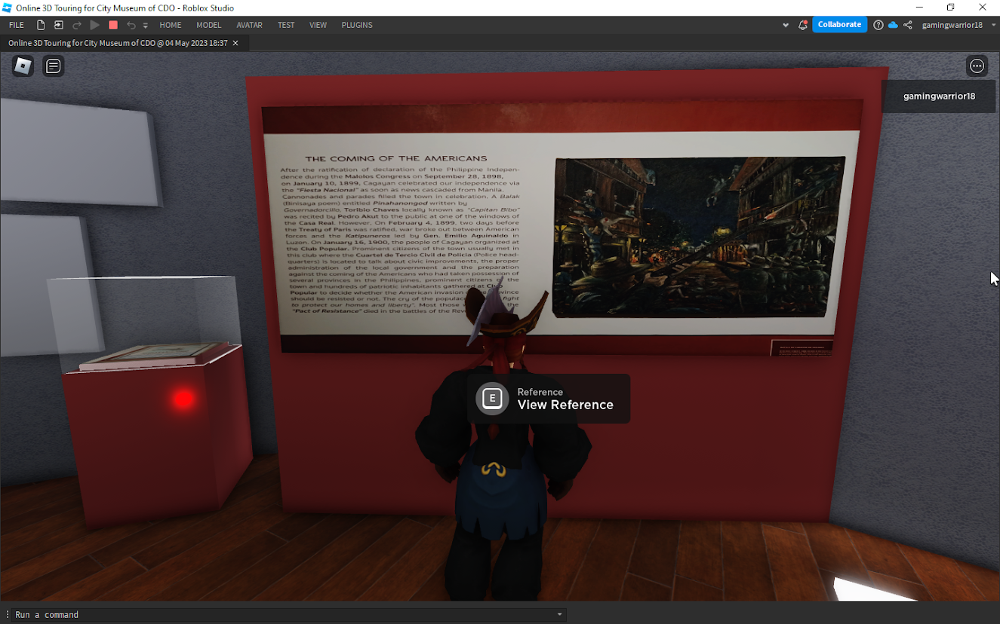 Online 3D Touring for City Museum of CDO - Roblox Studio
FILE HOME MODEL AVATAR TEST VIEW PLUGINS Collaborate gamingwarrior18
Online 3D Touring for City Museum of CDO @ 04 May 2023 18:37
gamingwarrior18
THE COMING OF THE AMERICANS
After the ratification of declaration of the Philippine Indepen-
dence during the Malolos Congress on September 28, 1898,
on January 10, 1899, Cagayan celebrated our independence via
the "Fiesta Nacional" as soon as news cascaded from Manila.
Cannonades and parades filled the town in celebration. A Balak
(Binisaya poem) entitled Pinahanongod written by
Governadorcillo, Toribio Chaves locally known as "Capitan Bibo"
was recited by Pedro Akut to the public at one of the windows of
the Casa Real. However, On February 4, 1899, two days before
the Treaty of Paris was ratified, war broke out between American
forces and the Katipuneros led by Gen. Emilio Aguinaldo in
Luzon. On January 16, 1900, the people of Cagayan organized at
the Club Popular. Prominent citizens of the town usually met in
this club where the Cuartel de Tercio Civil de Policia (Police head-
quarters) is located to talk about civic improvements, the proper
administration of the local government and the preparation
against the coming of the Americans who had taken possession of
several provinces in the Philippines, prominent citizens of the
town and hundreds of patriotic inhabitants gathered at Club
Popular to decide whether the American invasion province
should be resisted or not. The cry of the populace fight
to protect our homes and liberty". Most those the
"Pact of Resistance" died in the battles of the Rev
E
Reference
View Reference
Run a command